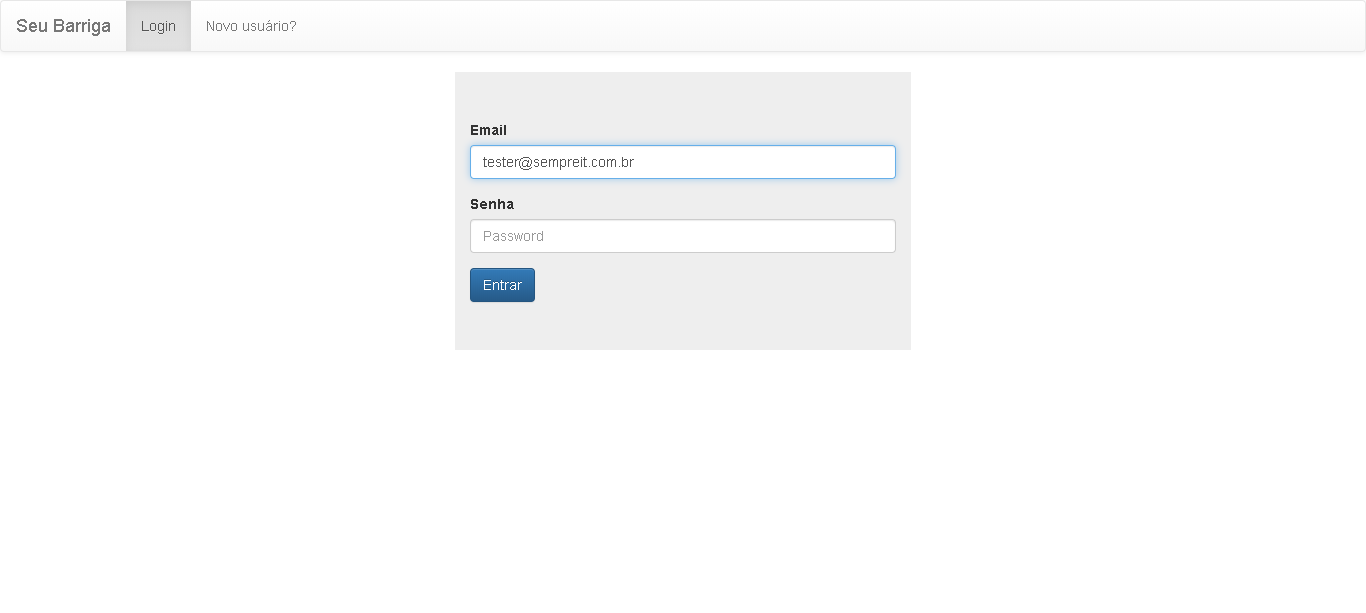 Seu Barriga Login Novo usuário?
Email
tester@sempreit.com.br
Senha
Password
Entrar